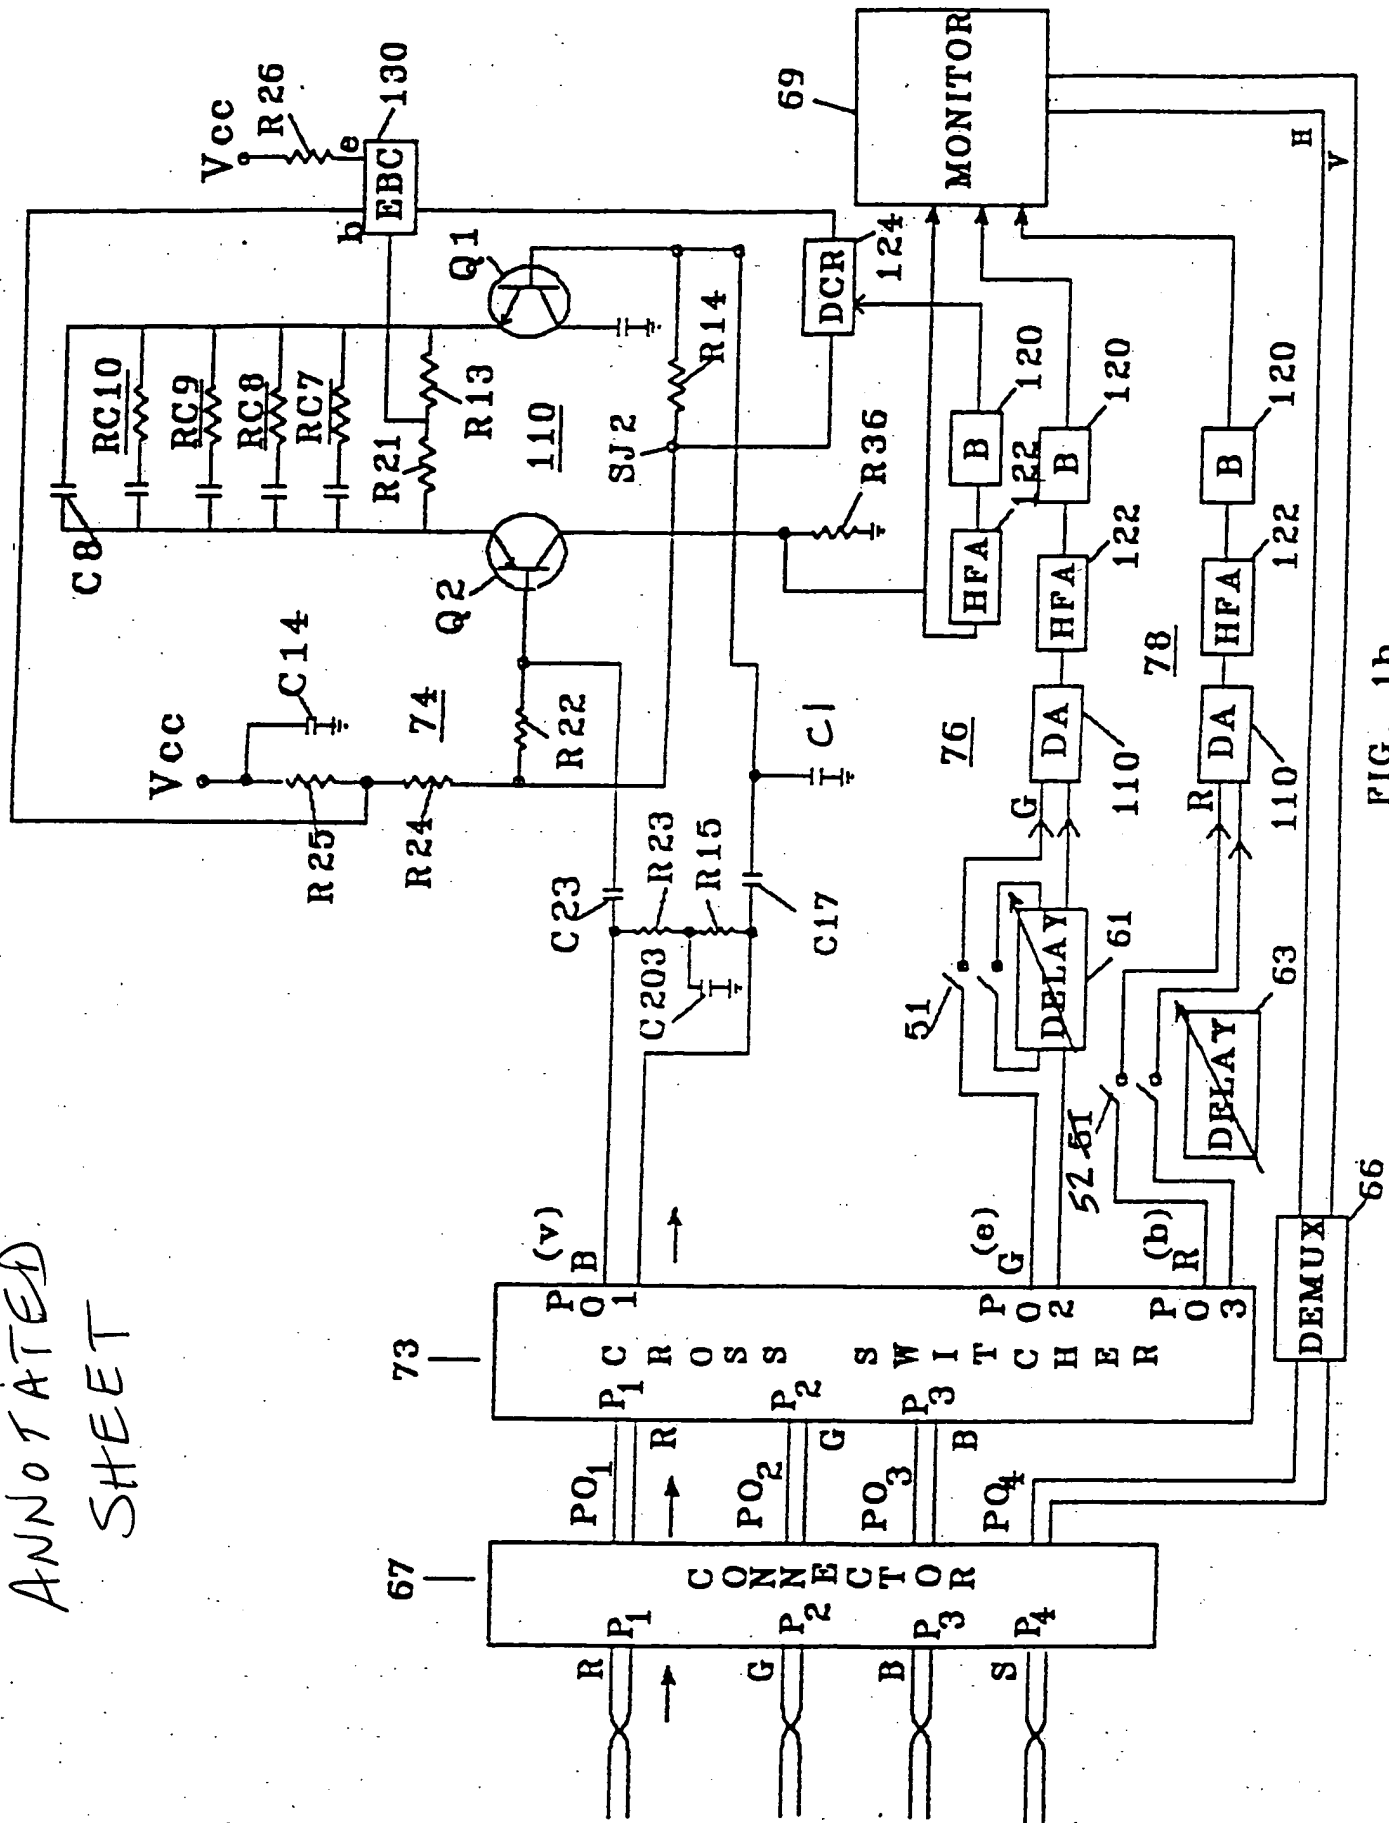 ANNOTATED
SHEET
Vcc
R26
e
130
b
EBC
Q1
C8
RC10
RC9
RC8
RC7
R21
R13
110
Q2
SJ2
R14
R36
DCR
124
69
MONITOR
Vcc
C14
R25
R24
74
R22
C23
R23
R15
C203
C17
C1
HFA
122
B
120
76
G
DA
110
HFA
122
B
120
78
R
DA
110
HFA
122
B
120
51
DELAY
61
52 51
DELAY
63
H
V
67
CONNECTOR
R
P1
PO1
R
G
P2
PO2
G
B
P3
PO3
B
S
P4
PO4
73
CROSS SWITCHER
P1
P2
P3
PO1
B
(v)
PO2
G
(e)
PO3
R
(b)
DEMUX
66
FIG. 1b